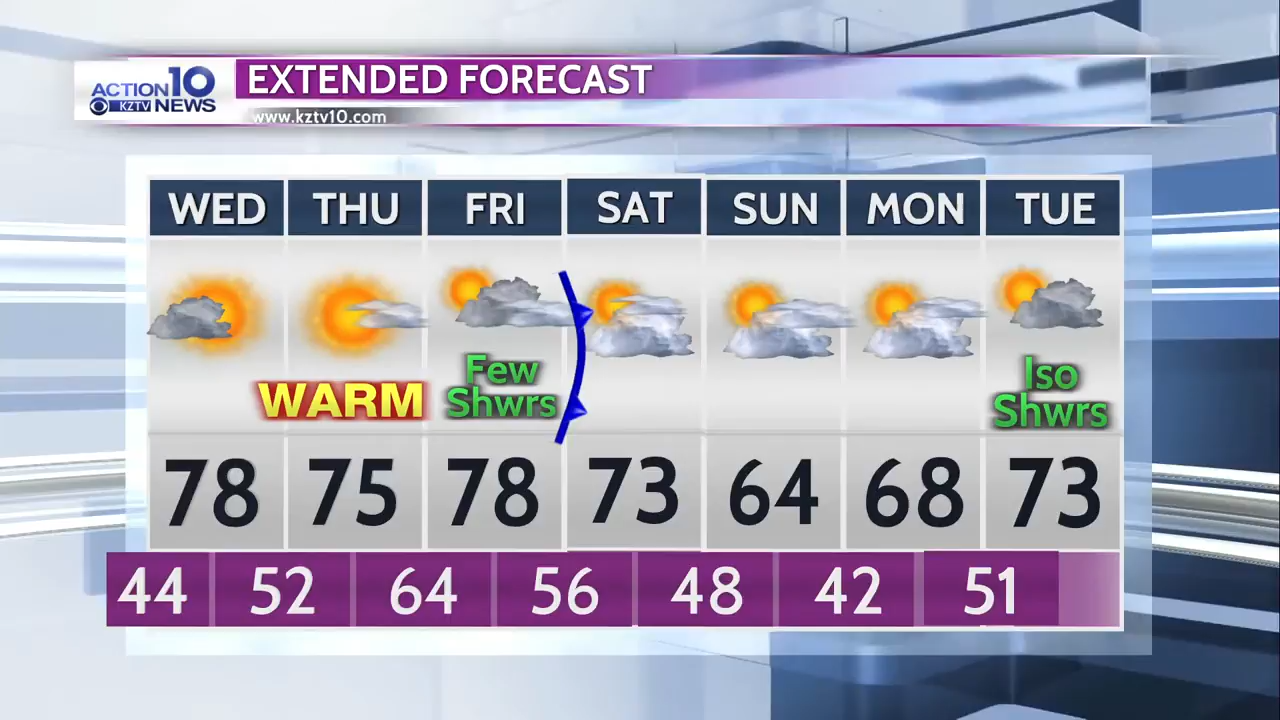 ACTION 10
KZTV NEWS
EXTENDED FORECAST
www.kztv10.com
WED THU FRI SAT SUN MON TUE
WARM
Few
Shwrs
Iso
Shwrs
78 75 78 73 64 68 73
44 52 64 56 48 42 51